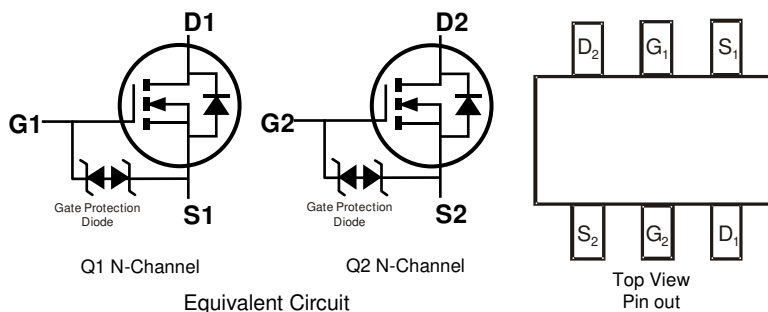 D1
G1
S1
Gate Protection
Diode
Q1 N-Channel
D2
G2
S2
Gate Protection
Diode
Q2 N-Channel
Equivalent Circuit
D₂ G₁ S₁
S₂ G₂ D₁
Top View
Pin out